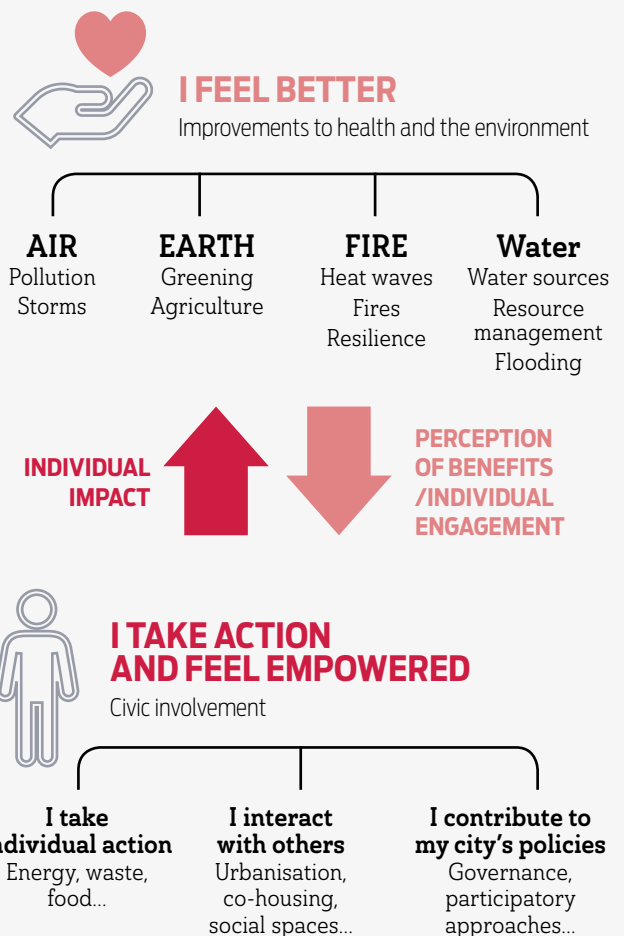 I FEEL BETTER
Improvements to health and the environment
AIR
Pollution
Storms
EARTH
Greening
Agriculture
FIRE
Heat waves
Fires
Resilience
Water
Water sources
Resource
management
Flooding
INDIVIDUAL
IMPACT
PERCEPTION
OF BENEFITS
/INDIVIDUAL
ENGAGEMENT
I TAKE ACTION
AND FEEL EMPOWERED
Civic involvement
I take
dividual action
Energy, waste,
food...
I interact
with others
Urbanisation,
co-housing,
social spaces...
I contribute to
my city's policies
Governance,
participatory
approaches...